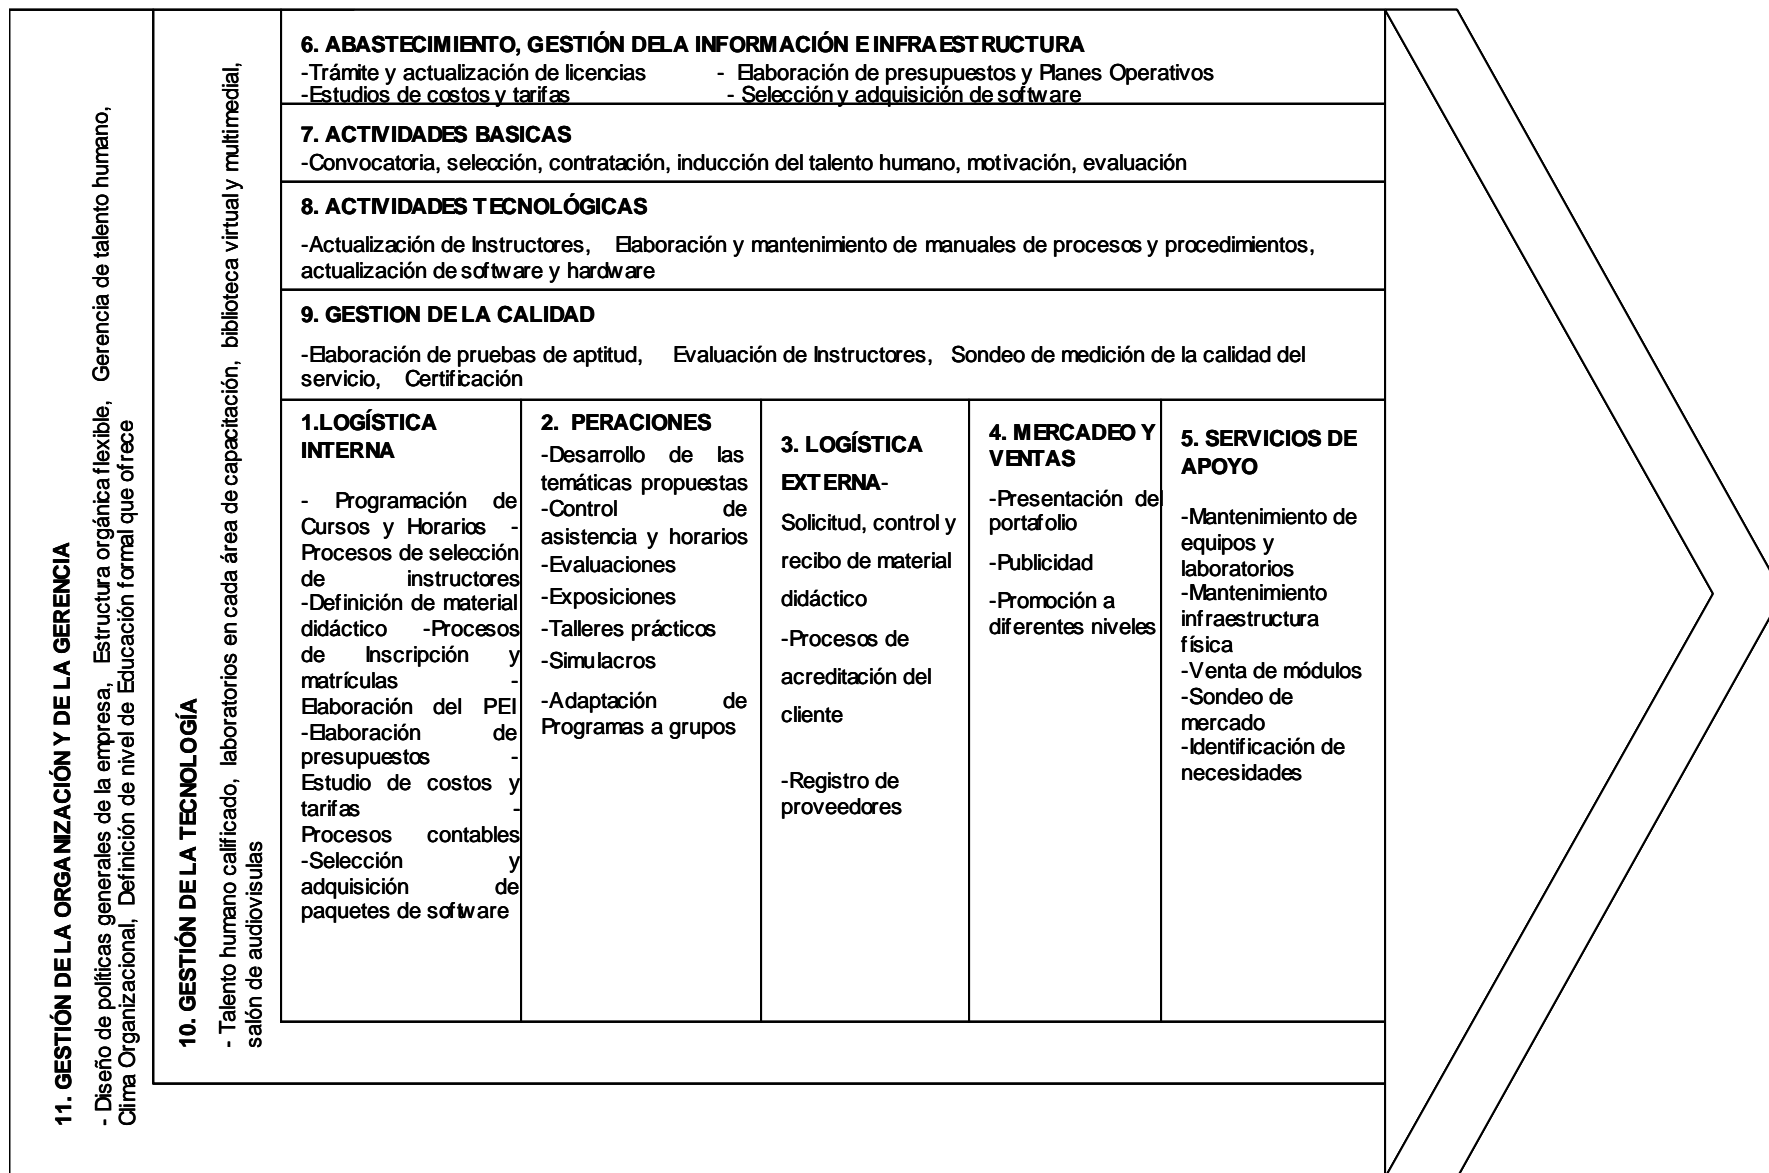 11. GESTIÓN DE LA ORGANIZACIÓN Y DE LA GERENCIA
- Diseño de políticas generales de la empresa, Estructura orgánica flexible, Gerencia de talento humano,
Clima Organizacional, Definición de nivel de Educación formal que ofrece
10. GESTIÓN DE LA TECNOLOGÍA
- Talento humano calificado, laboratorios en cada área de capacitación, biblioteca virtual y multimedial,
salón de audiovisulas
6. ABASTECIMIENTO, GESTIÓN DE LA INFORMACIÓN E INFRAESTRUCTURA
-Trámite y actualización de licencias - Elaboración de presupuestos y Planes Operativos
-Estudios de costos y tarifas - Selección y adquisición de software
7. ACTIVIDADES BASICAS
-Convocatoria, selección, contratación, inducción del talento humano, motivación, evaluación
8. ACTIVIDADES TECNOLÓGICAS
-Actualización de Instructores, Elaboración y mantenimiento de manuales de procesos y procedimientos,
actualización de software y hardware
9. GESTION DE LA CALIDAD
-Elaboración de pruebas de aptitud, Evaluación de Instructores, Sondeo de medición de la calidad del
servicio, Certificación
1.LOGÍSTICA
INTERNA
- Programación de
Cursos y Horarios -
Procesos de selección
de instructores
-Definición de material
didáctico -Procesos
de Inscripción y
matrículas -
Elaboración del PEI
-Elaboración de
presupuestos -
Estudio de costos y
tarifas -
Procesos contables
-Selección y
adquisición de
paquetes de software
2. PERACIONES
-Desarrollo de las
temáticas propuestas
-Control de
asistencia y horarios
-Evaluaciones
-Exposiciones
-Talleres prácticos
-Simulacros
-Adaptación de
Programas a grupos
3. LOGÍSTICA
EXTERNA-
Solicitud, control y
recibo de material
didáctico
-Procesos de
acreditación del
cliente
-Registro de
proveedores
4. MERCADEO Y
VENTAS
-Presentación del
portafolio
-Publicidad
-Promoción a
diferentes niveles
5. SERVICIOS DE
APOYO
-Mantenimiento de
equipos y
laboratorios
-Mantenimiento
infraestructura
física
-Venta de módulos
-Sondeo de
mercado
-Identificación de
necesidades